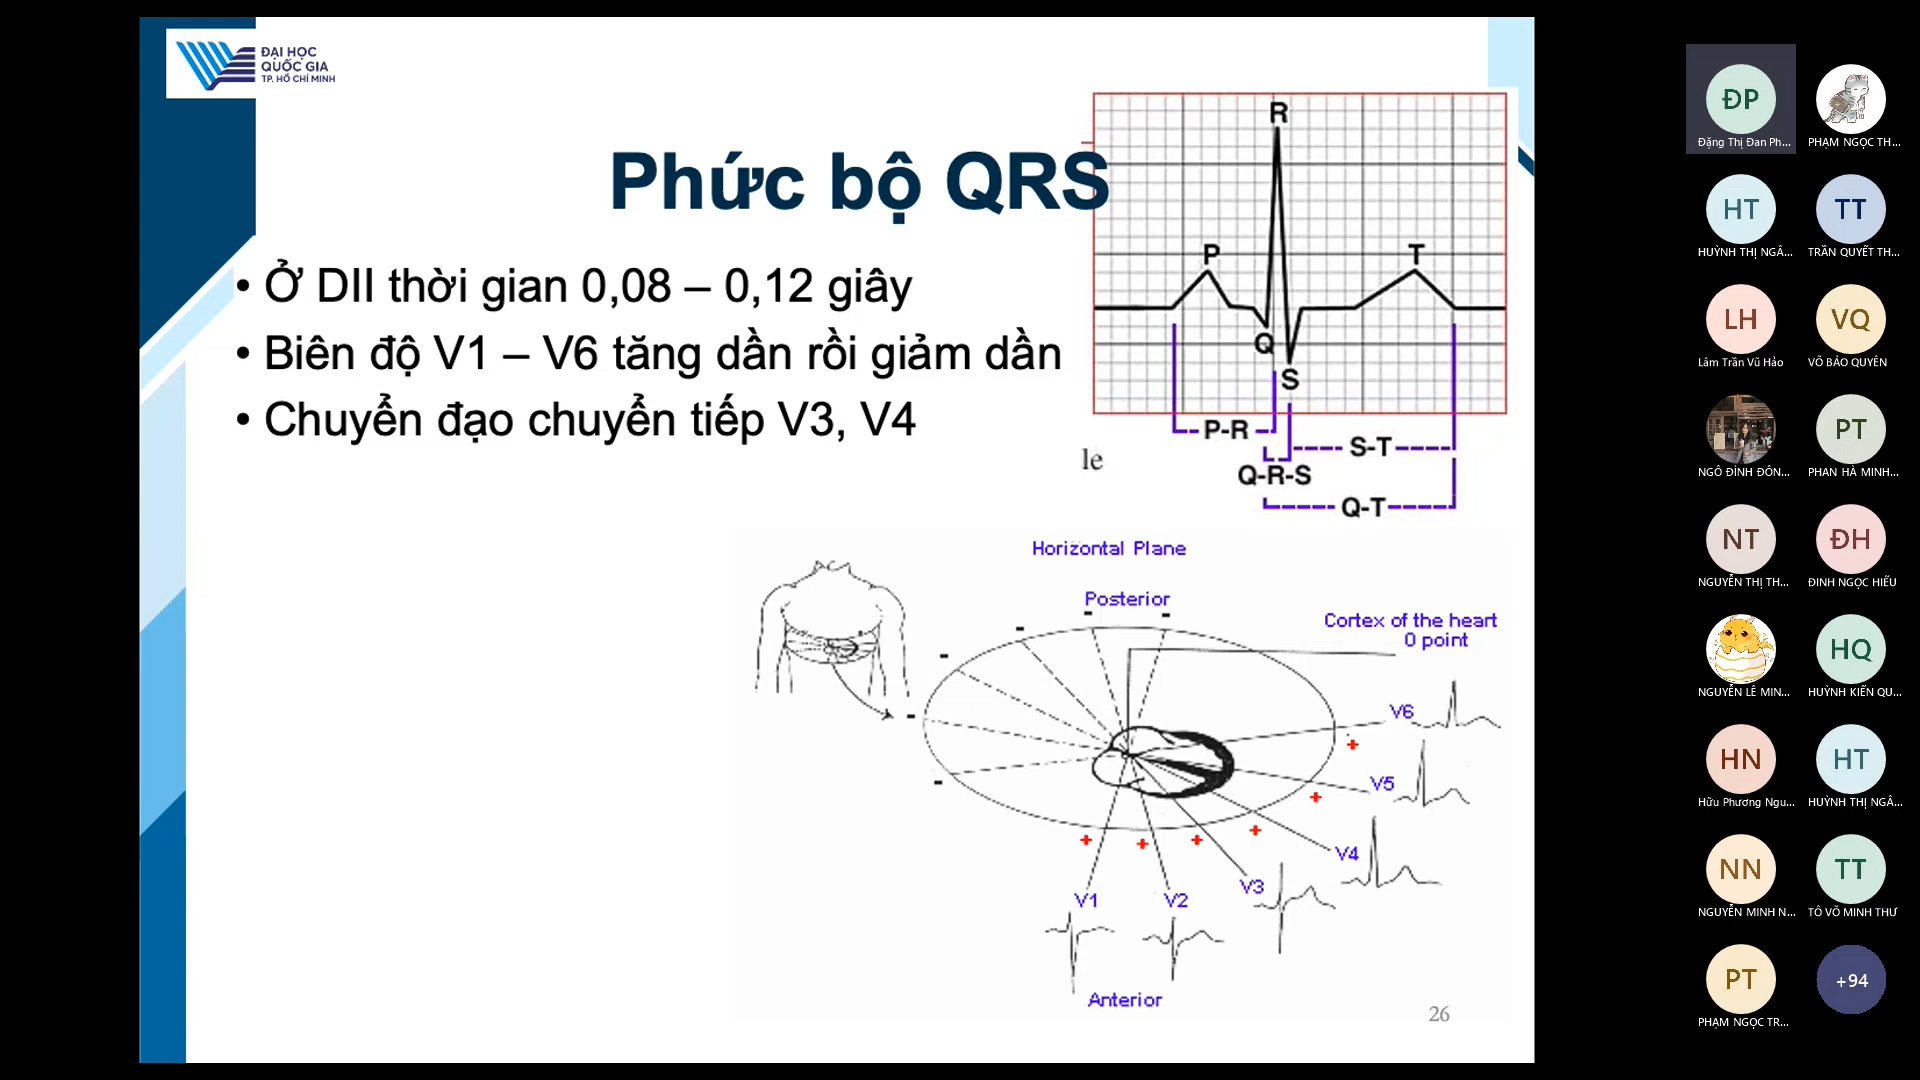 ĐẠI HỌC
QUỐC GIA
TP. HỒ CHÍ MINH
Phức bộ QRS
• Ở DII thời gian 0,08 – 0,12 giây
• Biên độ V1 – V6 tăng dần rồi giảm dần
• Chuyển đạo chuyển tiếp V3, V4
R
P
T
Q
S
P-R
S-T
le
Q-R-S
Q-T
Horizontal Plane
Posterior
Cortex of the heart
0 point
V6
V5
V4
V3
V1
V2
Anterior
26
ĐP
Đặng Thị Đan Ph...
PHẠM NGỌC TH...
HT
HUỲNH THỊ NGÂ...
TT
TRẦN QUYẾT TH...
LH
Lâm Trần Vũ Hảo
VQ
VÕ BẢO QUYÊN
NGÔ ĐÌNH ĐÔN...
PT
PHAN HÀ MINH...
NT
NGUYỄN THỊ TH...
ĐH
ĐINH NGỌC HIẾU
NGUYỄN LÊ MIN...
HQ
HUỲNH KIẾN QU...
HN
Hữu Phương Ngu...
HT
HUỲNH THỊ NGÂ...
NN
NGUYỄN MINH N...
TT
TÔ VÕ MINH THƯ
PT
PHẠM NGỌC TR...
+94